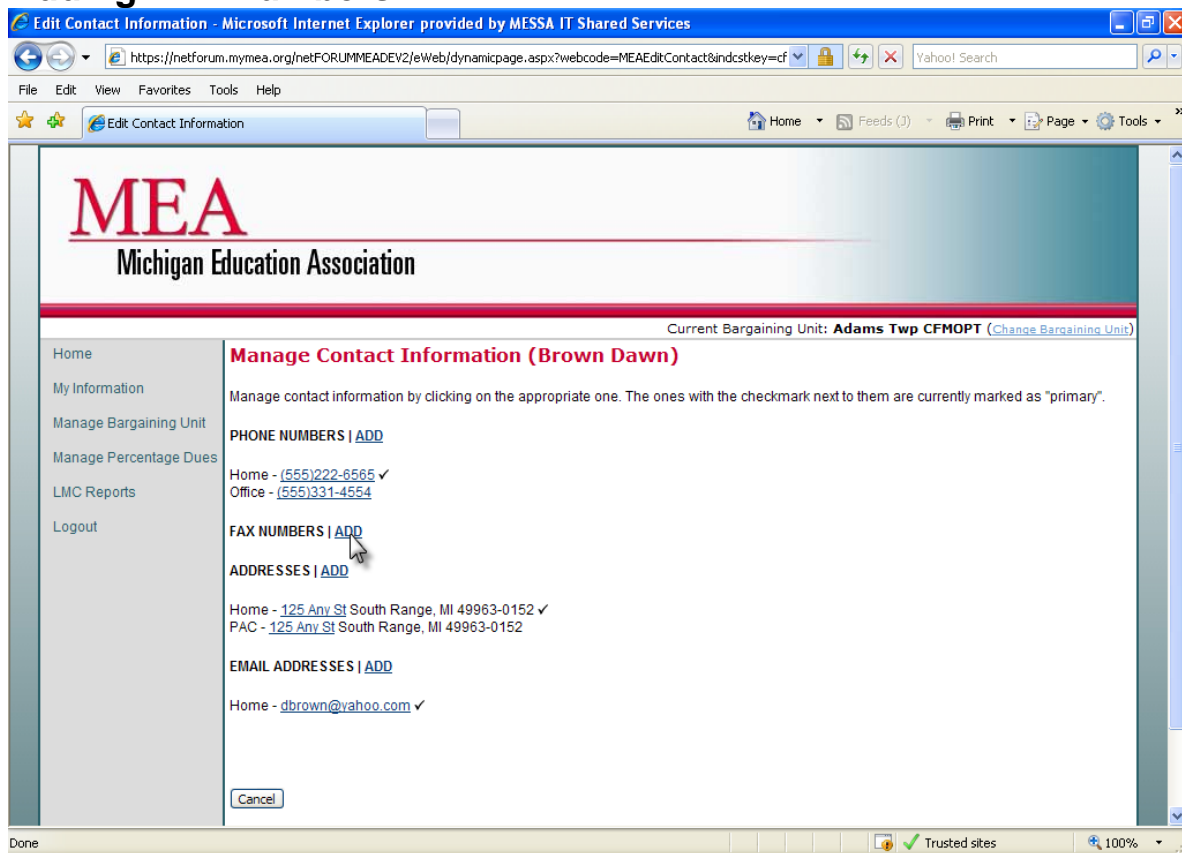 Edit Contact Information - Microsoft Internet Explorer provided by MESSA IT Shared Services
https://netforum.mymea.org/netFORUMMEADEV2/eWeb/dynamicpage.aspx?webcode=MEAEditContact&indcstkey=cf
Yahoo! Search
File Edit View Favorites Tools Help
Edit Contact Information
Home Feeds (J) Print Page Tools
MEA
Michigan Education Association
Current Bargaining Unit: Adams Twp CFMOPT (Change Bargaining Unit)
Home
My Information
Manage Bargaining Unit
Manage Percentage Dues
LMC Reports
Logout
Manage Contact Information (Brown Dawn)
Manage contact information by clicking on the appropriate one. The ones with the checkmark next to them are currently marked as "primary".
PHONE NUMBERS | ADD
Home - (555)222-6565 ✓
Office - (555)331-4554
FAX NUMBERS | ADD
ADDRESSES | ADD
Home - 125 Any St South Range, MI 49963-0152 ✓
PAC - 125 Any St South Range, MI 49963-0152
EMAIL ADDRESSES | ADD
Home - dbrown@yahoo.com ✓
Cancel
Done
Trusted sites
100%